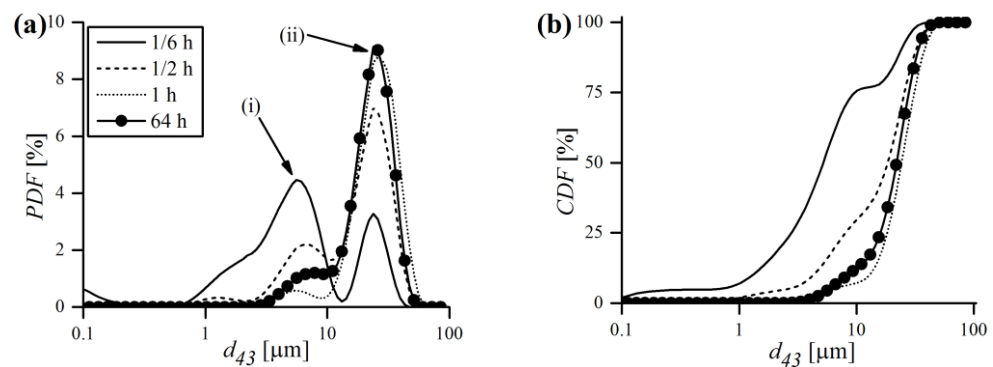 (a)
10
8
6
4
2
0
PDF [%]
1/6 h
1/2 h
1 h
64 h
(i)
(ii)
0.1 1 10 100
d43 [µm]
(b)
100
75
50
25
0
CDF [%]
0.1 1 10 100
d43 [µm]